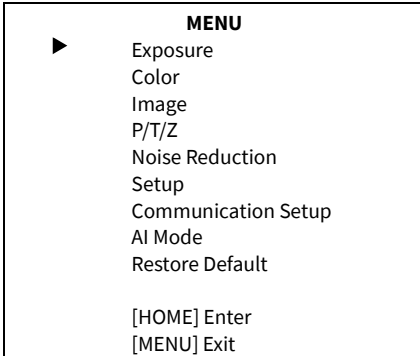 MENU
Exposure
Color
Image
P/T/Z
Noise Reduction
Setup
Communication Setup
AI Mode
Restore Default
[HOME] Enter
[MENU] Exit